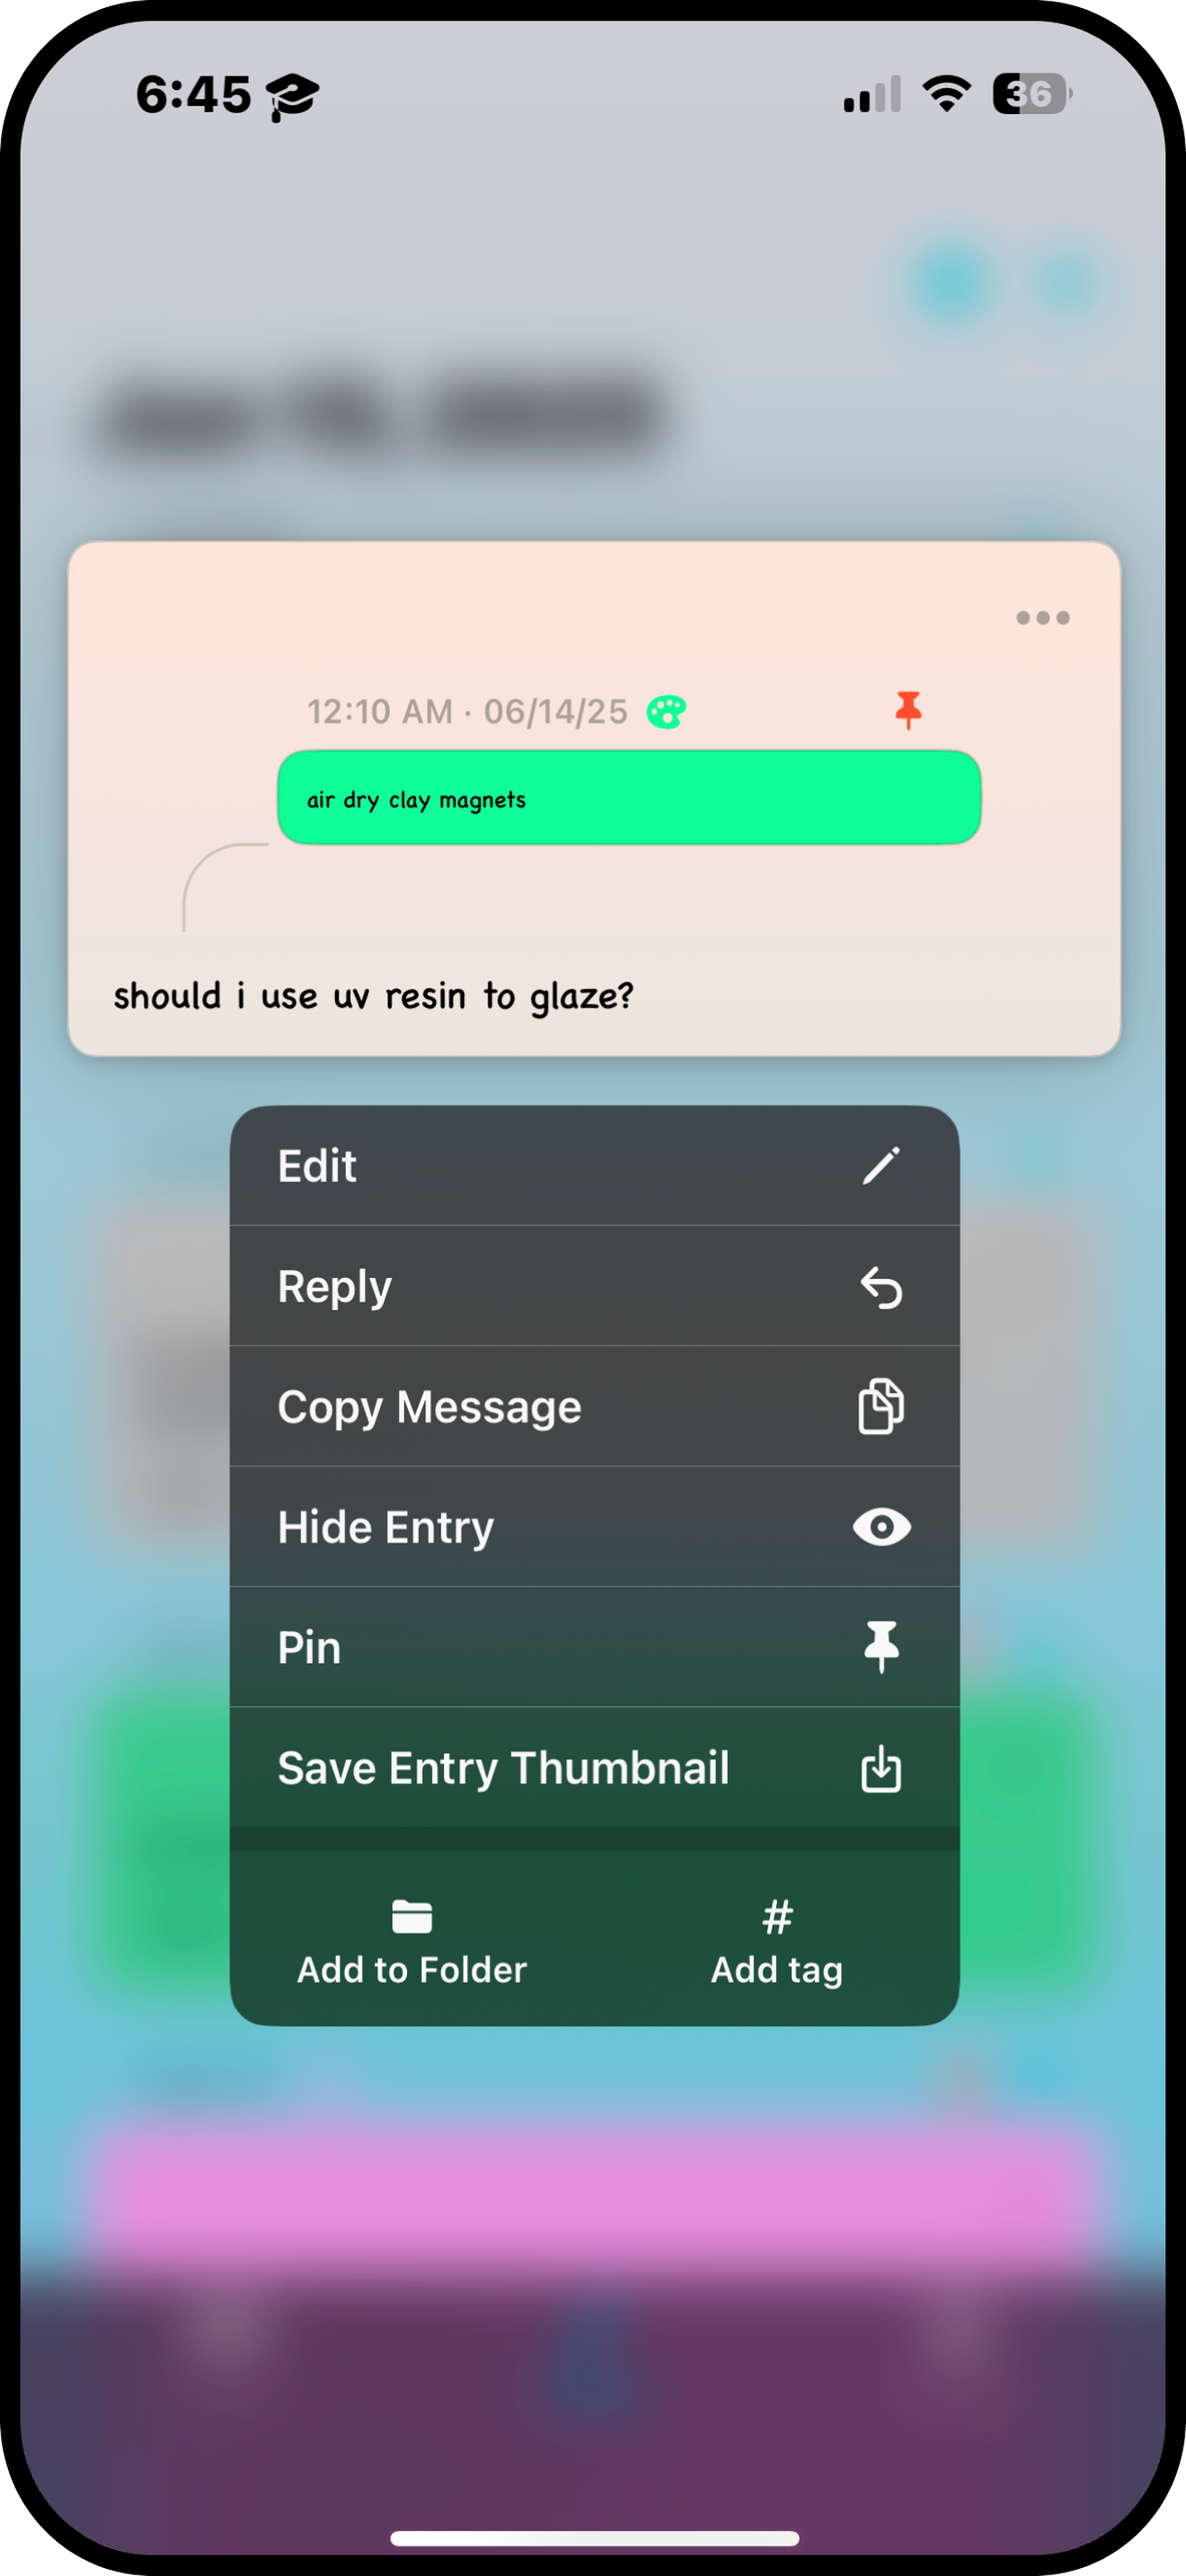 6:45
36
12:10 AM · 06/14/25
air dry clay magnets
should i use uv resin to glaze?
Edit
Reply
Copy Message
Hide Entry
Pin
Save Entry Thumbnail
Add to Folder
# Add tag